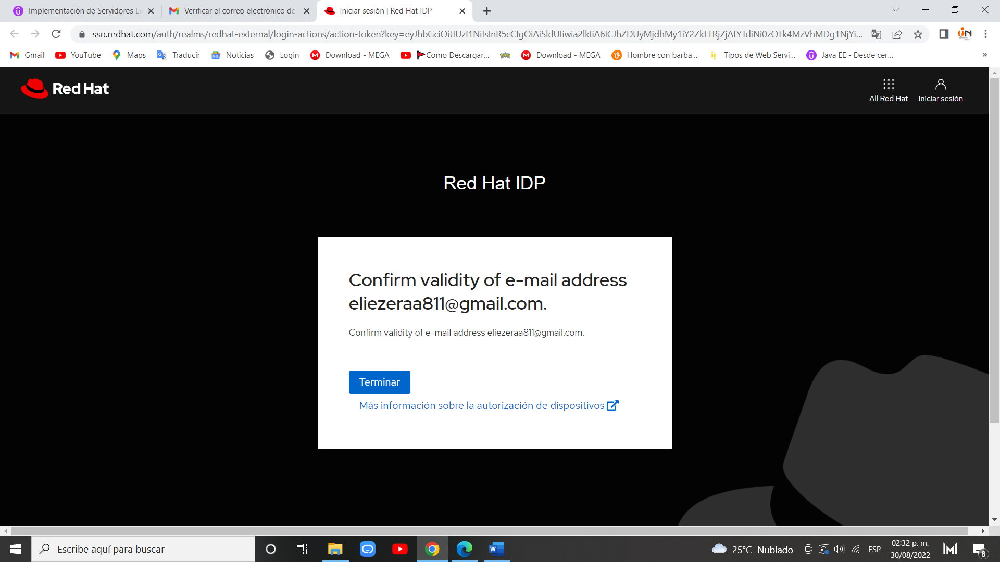 Implementación de Servidores Li
Verificar el correo electrónico de
Iniciar sesión | Red Hat IDP
sso.redhat.com/auth/realms/redhat-external/login-actions/action-token?key=eyJhbGciOiJIUzI1NiIsInR5cCIgOiAiSldUIiwia2lkIiA6ICJhZDUyMjdhMy1iY2ZkLTRjZjAtYTdiNi0zOTk4MzVhMDg1NjYi...
Gmail
YouTube
Maps
Traducir
Noticias
Login
Download - MEGA
Como Descargar...
Download - MEGA
Hombre con barba...
Tipos de Web Servi...
Java EE - Desde cer...
»
Red Hat
All Red Hat
Iniciar sesión
Red Hat IDP
Confirm validity of e-mail address
eliezeraa811@gmail.com.
Confirm validity of e-mail address eliezeraa811@gmail.com.
Terminar
Más información sobre la autorización de dispositivos
Escribe aquí para buscar
25°C Nublado
ESP
02:32 p. m.
30/08/2022
8